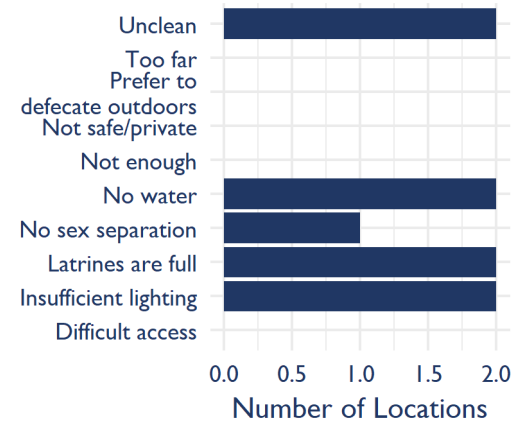 Unclean
Too far
Prefer to
defecate outdoors
Not safe/private
Not enough
No water
No sex separation
Latrines are full
Insufficient lighting
Difficult access
0.0 0.5 1.0 1.5 2.0
Number of Locations